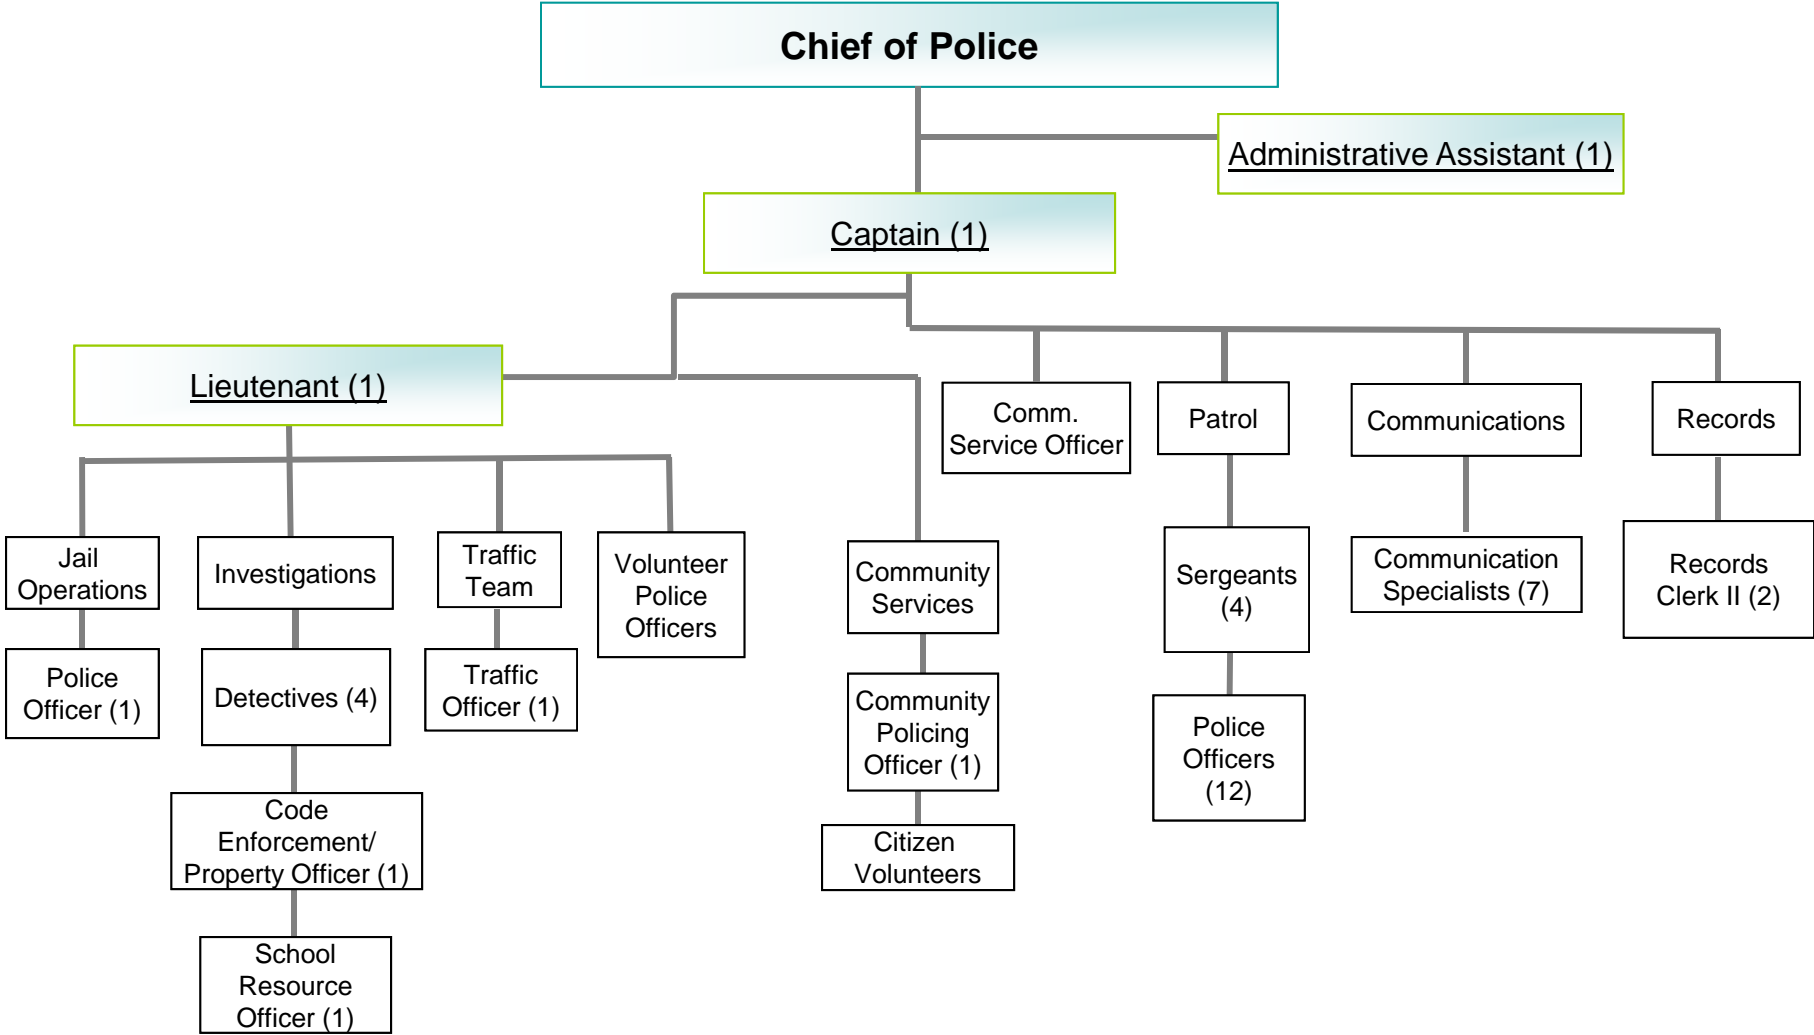 Chief of Police
Administrative Assistant (1)
Captain (1)
Lieutenant (1)
Comm.
Service Officer
Patrol
Communications
Records
Jail
Operations
Investigations
Traffic
Team
Volunteer
Police
Officers
Community
Services
Sergeants
(4)
Communication
Specialists (7)
Records
Clerk II (2)
Police
Officer (1)
Detectives (4)
Traffic
Officer (1)
Community
Policing
Officer (1)
Police
Officers
(12)
Code
Enforcement/
Property Officer (1)
Citizen
Volunteers
School
Resource
Officer (1)